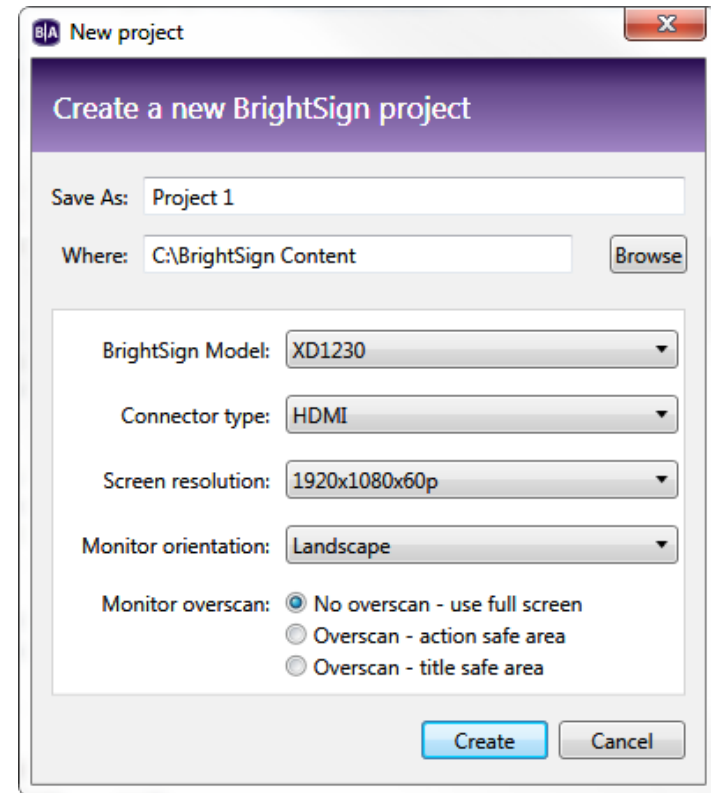 B|A New project
Create a new BrightSign project
Save As: Project 1
Where: C:\BrightSign Content Browse
BrightSign Model: XD1230
Connector type: HDMI
Screen resolution: 1920x1080x60p
Monitor orientation: Landscape
Monitor overscan: No overscan - use full screen
Overscan - action safe area
Overscan - title safe area
Create Cancel